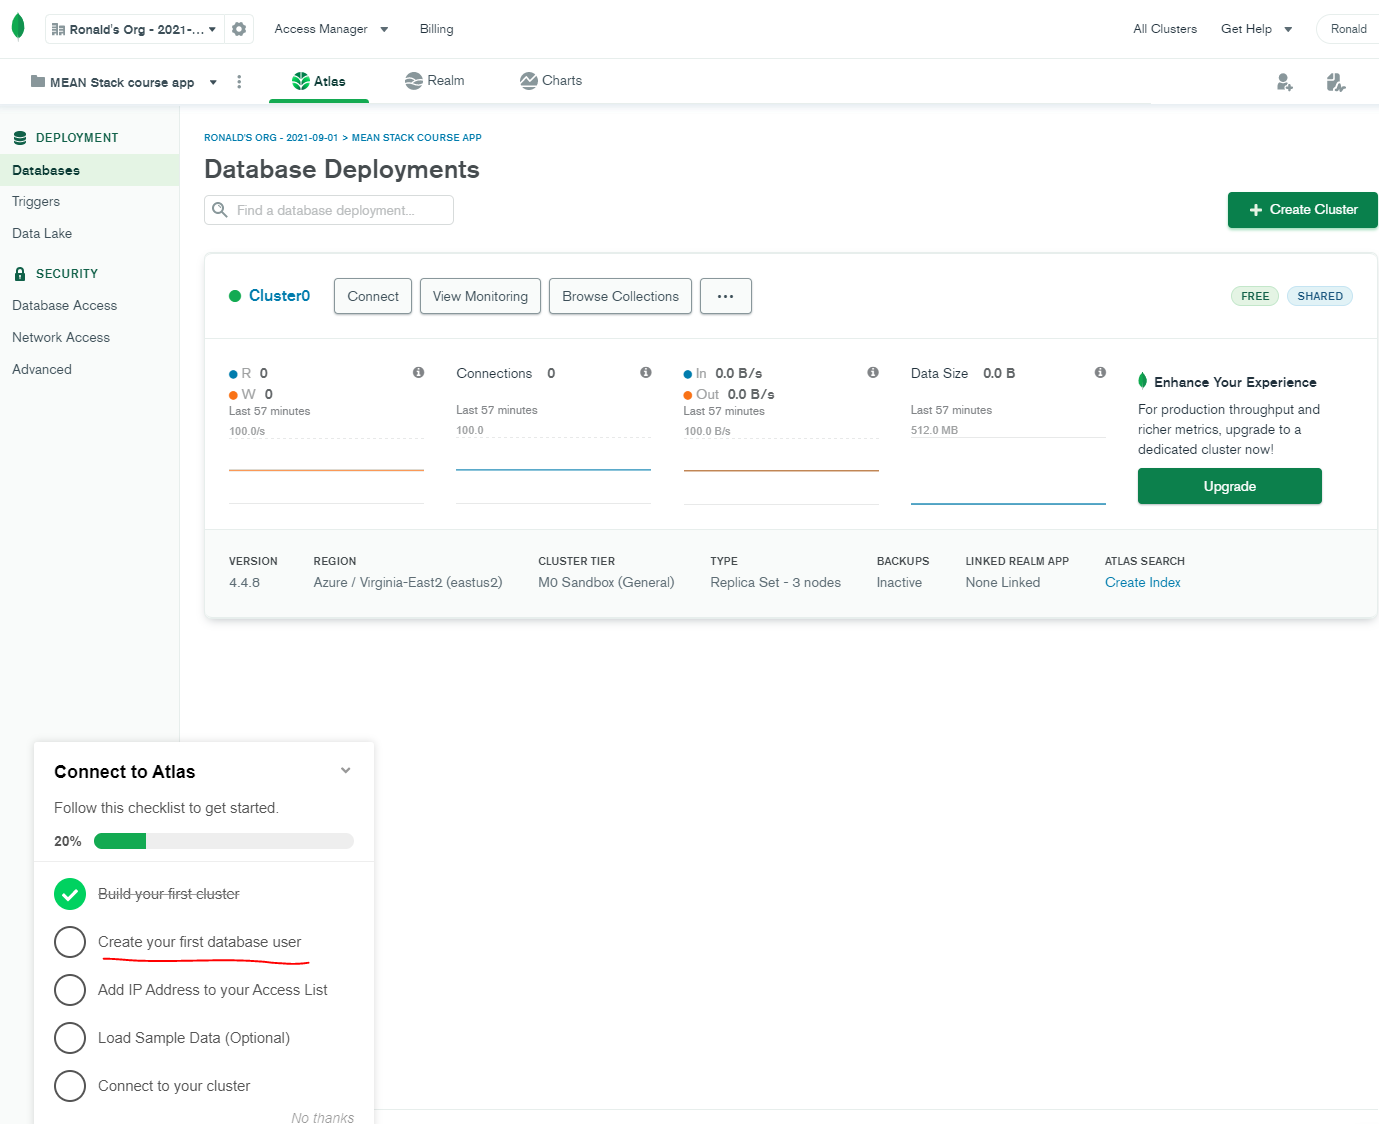 Ronald's Org - 2021-...
Access Manager
Billing
All Clusters
Get Help
Ronald
MEAN Stack course app
Atlas
Realm
Charts
DEPLOYMENT
Databases
Triggers
Data Lake
SECURITY
Database Access
Network Access
Advanced
RONALD'S ORG - 2021-09-01 > MEAN STACK COURSE APP
Database Deployments
Find a database deployment...
+ Create Cluster
Cluster0
Connect
View Monitoring
Browse Collections
...
FREE
SHARED
R 0
W 0
Last 57 minutes
100.0/s
Connections 0
Last 57 minutes
100.0
In 0.0 B/s
Out 0.0 B/s
Last 57 minutes
100.0 B/s
Data Size 0.0 B
Last 57 minutes
512.0 MB
Enhance Your Experience
For production throughput and
richer metrics, upgrade to a
dedicated cluster now!
Upgrade
VERSION
4.4.8
REGION
Azure / Virginia-East2 (eastus2)
CLUSTER TIER
M0 Sandbox (General)
TYPE
Replica Set - 3 nodes
BACKUPS
Inactive
LINKED REALM APP
None Linked
ATLAS SEARCH
Create Index
Connect to Atlas
Follow this checklist to get started.
20%
Build your first cluster
Create your first database user
Add IP Address to your Access List
Load Sample Data (Optional)
Connect to your cluster
No thanks